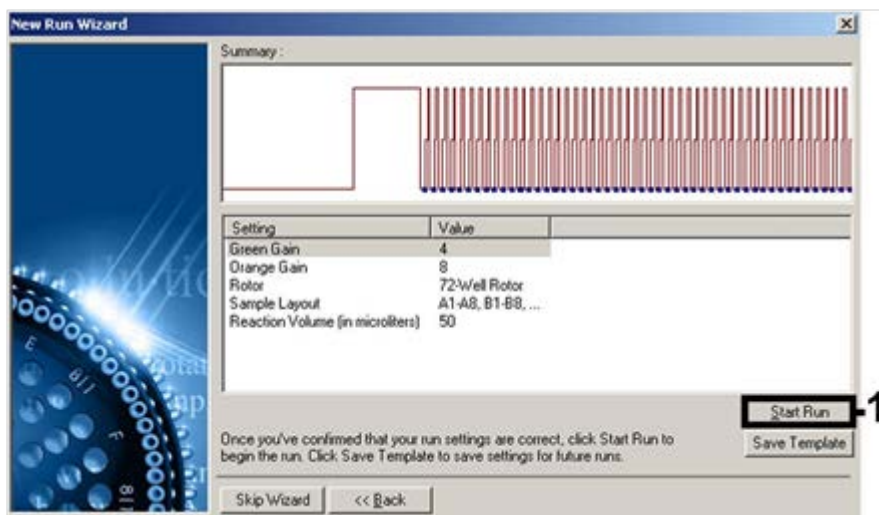 New Run Wizard
Summary :
Setting Value
Green Gain 4
Orange Gain 8
Rotor 72-Well Rotor
Sample Layout A1-A8, B1-B8, ...
Reaction Volume (in microliters) 50
Start Run
1
Once you've confirmed that your run settings are correct, click Start Run to
begin the run. Click Save Template to save settings for future runs.
Save Template
Skip Wizard << Back